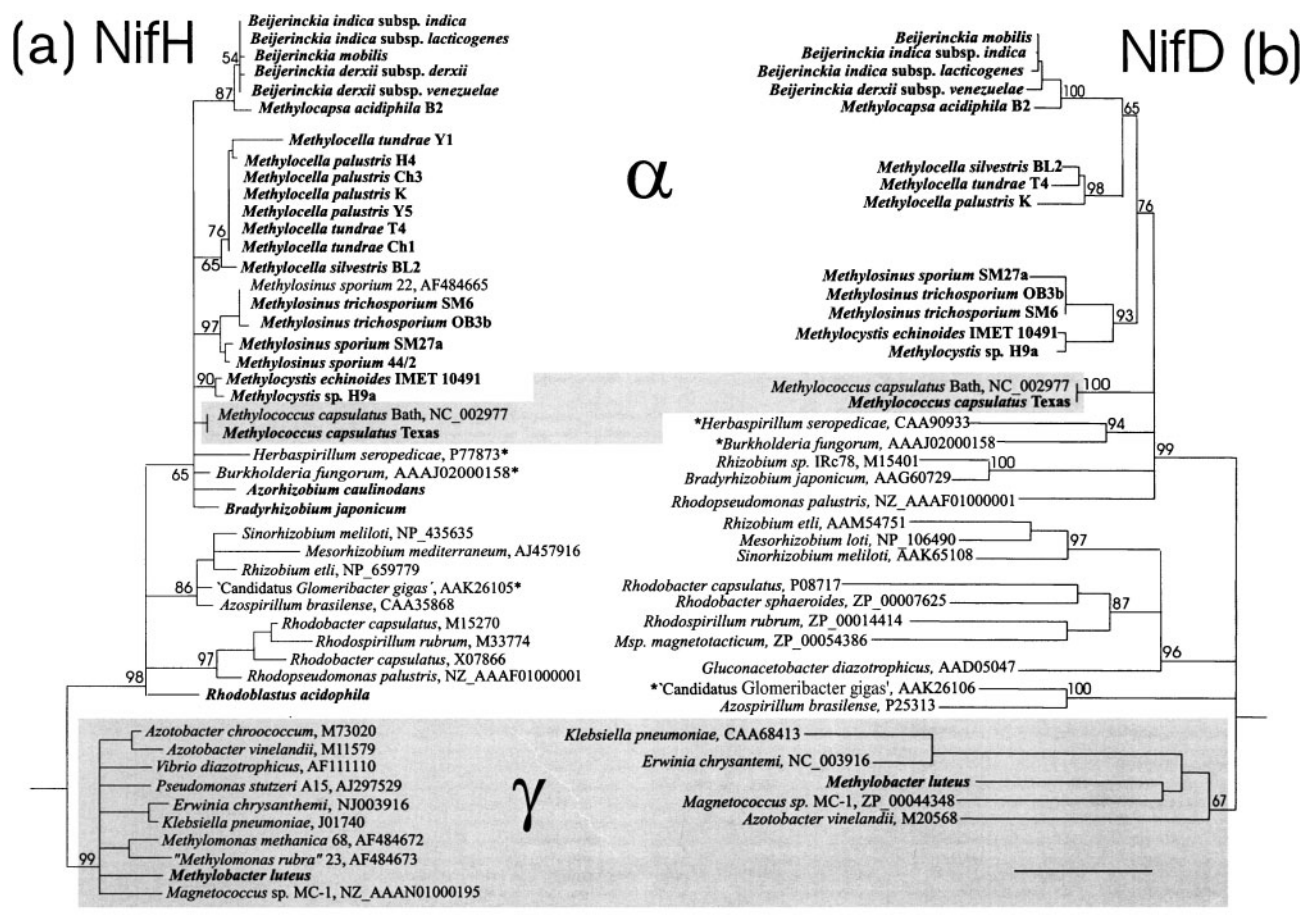 (a) NifH
Beijerinckia indica subsp. indica
Beijerinckia indica subsp. lacticogenes
54
Beijerinckia mobilis
Beijerinckia derxii subsp. derxii
87
Beijerinckia derxii subsp. venezuelae
Methylocapsa acidiphila B2
Methylocella tundrae Y1
Methylocella palustris H4
Methylocella palustris Ch3
Methylocella palustris K
Methylocella palustris Y5
76
Methylocella tundrae T4
Methylocella tundrae Ch1
65
Methylocella silvestris BL2
Methylosinus sporium 22, AF484665
Methylosinus trichosporium SM6
97
Methylosinus trichosporium OB3b
Methylosinus sporium SM27a
Methylosinus sporium 44/2
90
Methylocystis echinoides IMET 10491
Methylocystis sp. H9a
Methylococcus capsulatus Bath, NC_002977
Methylococcus capsulatus Texas
Herbaspirillum seropedicae, P77873*
65
Burkholderia fungorum, AAAJ02000158*
Azorhizobium caulinodans
Bradyrhizobium japonicum
Sinorhizobium meliloti, NP_435635
Mesorhizobium mediterraneum, AJ457916
Rhizobium etli, NP_659779
86
`Candidatus Glomeribacter gigas´, AAK26105*
Azospirillum brasilense, CAA35868
Rhodobacter capsulatus, M15270
Rhodospirillum rubrum, M33774
97
Rhodobacter capsulatus, X07866
98
Rhodopseudomonas palustris, NZ_AAAF01000001
Rhodoblastus acidophila
Azotobacter chroococcum, M73020
Azotobacter vinelandii, M11579
Vibrio diazotrophicus, AF111110
Pseudomonas stutzeri A15, AJ297529
Erwinia chrysanthemi, NJ003916
Klebsiella pneumoniae, J01740
Methylomonas methanica 68, AF484672
99
"Methylomonas rubra" 23, AF484673
Methylobacter luteus
Magnetococcus sp. MC-1, NZ_AAAN01000195
α
γ
NifD (b)
Beijerinckia mobilis
Beijerinckia indica subsp. indica
Beijerinckia indica subsp. lacticogenes
Beijerinckia derxii subsp. venezuelae
100
Methylocapsa acidiphila B2
65
Methylocella silvestris BL2
Methylocella tundrae T4
98
Methylocella palustris K
76
Methylosinus sporium SM27a
Methylosinus trichosporium OB3b
Methylosinus trichosporium SM6
93
Methylocystis echinoides IMET 10491
Methylocystis sp. H9a
Methylococcus capsulatus Bath, NC_002977
100
Methylococcus capsulatus Texas
*Herbaspirillum seropedicae, CAA90933
94
*Burkholderia fungorum, AAAJ02000158
Rhizobium sp. IRc78, M15401
99
100
Bradyrhizobium japonicum, AAG60729
Rhodopseudomonas palustris, NZ_AAAF01000001
Rhizobium etli, AAM54751
Mesorhizobium loti, NP_106490
97
Sinorhizobium meliloti, AAK65108
Rhodobacter capsulatus, P08717
Rhodobacter sphaeroides, ZP_00007625
87
Rhodospirillum rubrum, ZP_00014414
Msp. magnetotacticum, ZP_00054386
96
Gluconacetobacter diazotrophicus, AAD05047
*`Candidatus Glomeribacter gigas', AAK26106
100
Azospirillum brasilense, P25313
Klebsiella pneumoniae, CAA68413
Erwinia chrysantemi, NC_003916
Methylobacter luteus
Magnetococcus sp. MC-1, ZP_00044348
67
Azotobacter vinelandii, M20568